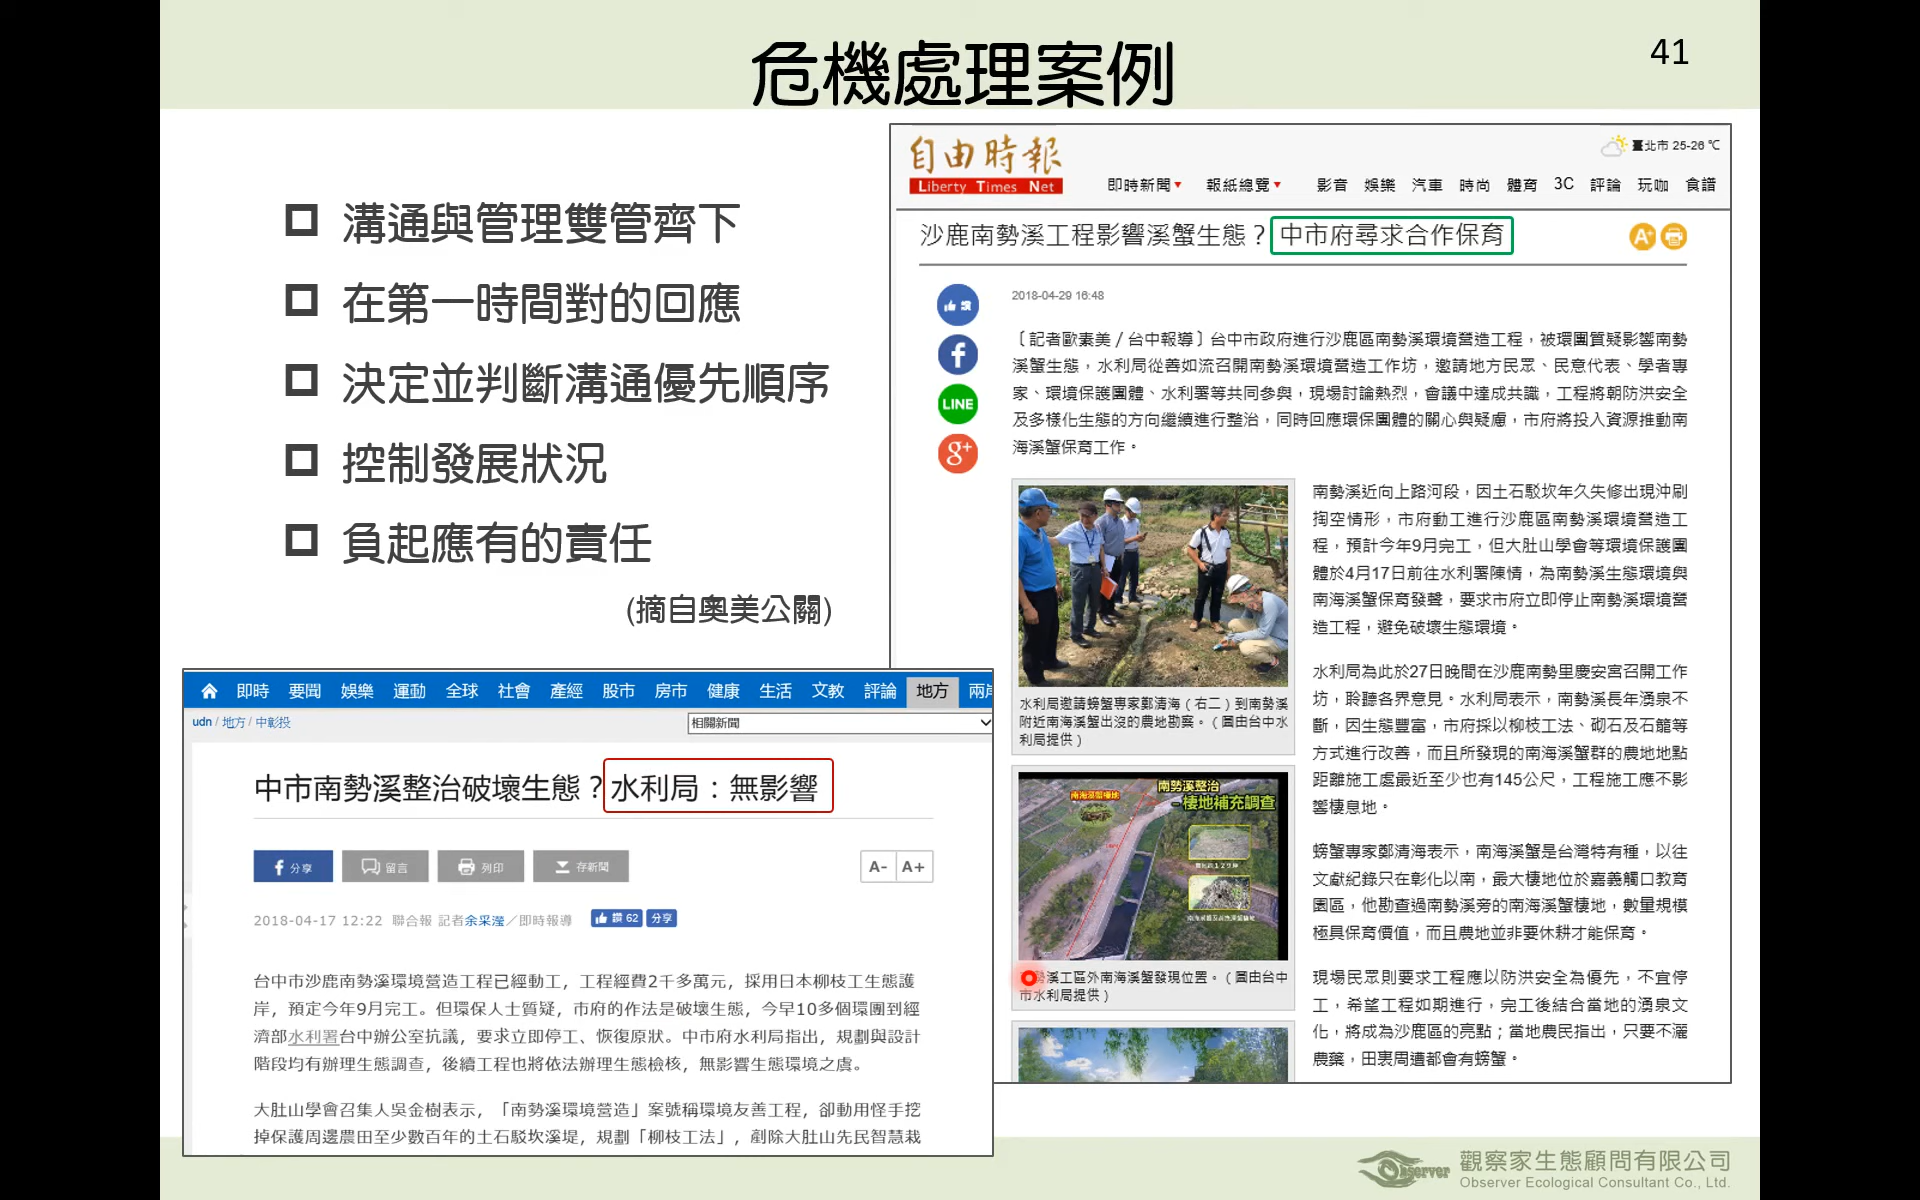 危機處理案例
41
溝通與管理雙管齊下
在第一時間對的回應
決定並判斷溝通優先順序
控制發展狀況
負起應有的責任
(摘自奧美公關)
自由時報
Liberty Times Net
臺北市 25-26 ℃
即時新聞 報紙總覽 影音 娛樂 汽車 時尚 體育 3C 評論 玩咖 食譜
沙鹿南勢溪工程影響溪蟹生態？中市府尋求合作保育
A+
讚
2018-04-29 16:48
f
LINE
g+
〔記者歐素美／台中報導〕台中市政府進行沙鹿區南勢溪環境營造工程，被環團質疑影響南勢
溪蟹生態，水利局從善如流召開南勢溪環境營造工作坊，邀請地方民眾、民意代表、學者專
家、環境保護團體、水利署等共同參與，現場討論熱烈，會議中達成共識，工程將朝防洪安全
及多樣化生態的方向繼續進行整治，同時回應環保團體的關心與疑慮，市府將投入資源推動南
海溪蟹保育工作。
南勢溪近向上路河段，因土石駁坎年久失修出現沖刷
掏空情形，市府動工進行沙鹿區南勢溪環境營造工
程，預計今年9月完工，但大肚山學會等環境保護團
體於4月17日前往水利署陳情，為南勢溪生態環境與
南海溪蟹保育發聲，要求市府立即停止南勢溪環境營
造工程，避免破壞生態環境。
水利局為此於27日晚間在沙鹿南勢里慶安宮召開工作
坊，聆聽各界意見。水利局表示，南勢溪長年湧泉不
斷，因生態豐富，市府採以柳枝工法、砌石及石籠等
方式進行改善，而且所發現的南海溪蟹群的農地地點
距離施工處最近至少也有145公尺，工程施工應不影
響棲息地。
螃蟹專家鄭清海表示，南海溪蟹是台灣特有種，以往
文獻紀錄只在彰化以南，最大棲地位於嘉義觸口教育
園區，他勘查過南勢溪旁的南海溪蟹棲地，數量規模
極具保育價值，而且農地並非要休耕才能保育。
現場民眾則要求工程應以防洪安全為優先，不宜停
工，希望工程如期進行，完工後結合當地的湧泉文
化，將成為沙鹿區的亮點；當地農民指出，只要不灑
農藥，田裏周遭都會有螃蟹。
水利局邀請螃蟹專家鄭清海（右二）到南勢溪
附近南海溪蟹出沒的農地勘察。（圖由台中水
利局提供）
南勢溪整治
-棲地補充調查
南海溪蟹棲地
勢溪工區外南海溪蟹發現位置。（圖由台中
市水利局提供）
即時 要聞 娛樂 運動 全球 社會 產經 股市 房市 健康 生活 文教 評論 地方 兩岸
udn / 地方 / 中彰投
相關新聞
中市南勢溪整治破壞生態？水利局：無影響
f 分享 留言 列印 存新聞 A- A+
2018-04-17 12:22 聯合報 記者余采瀅／即時報導 讚 62 分享
台中市沙鹿南勢溪環境營造工程已經動工，工程經費2千多萬元，採用日本柳枝工生態護
岸，預定今年9月完工。但環保人士質疑，市府的作法是破壞生態，今早10多個環團到經
濟部水利署台中辦公室抗議，要求立即停工、恢復原狀。中市府水利局指出，規劃與設計
階段均有辦理生態調查，後續工程也將依法辦理生態檢核，無影響生態環境之虞。
大肚山學會召集人吳金樹表示，「南勢溪環境營造」案號稱環境友善工程，卻動用怪手挖
掉保護周邊農田至少數百年的土石駁坎溪堤，規劃「柳枝工法」，剷除大肚山先民智慧栽
Observer
觀察家生態顧問有限公司
Observer Ecological Consultant Co., Ltd.